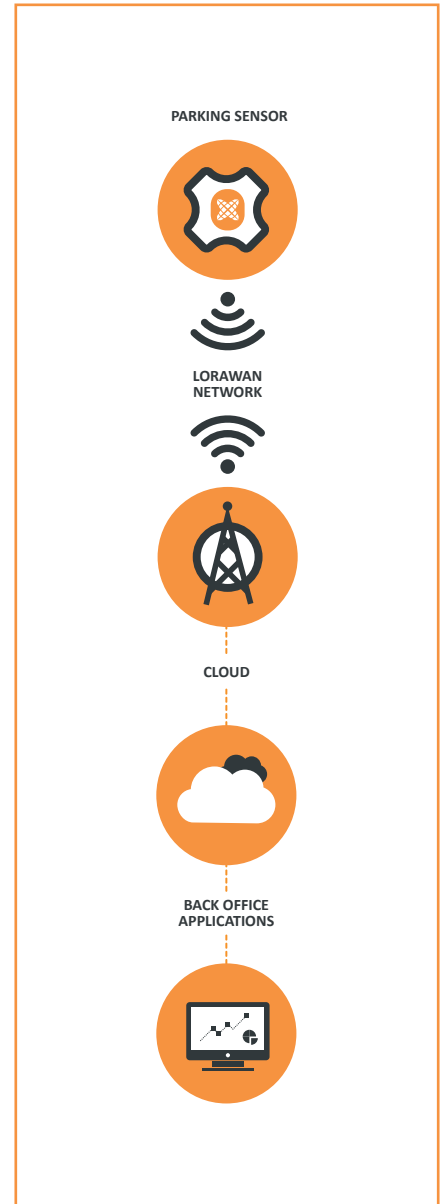 PARKING SENSOR
LORAWAN
NETWORK
CLOUD
BACK OFFICE
APPLICATIONS